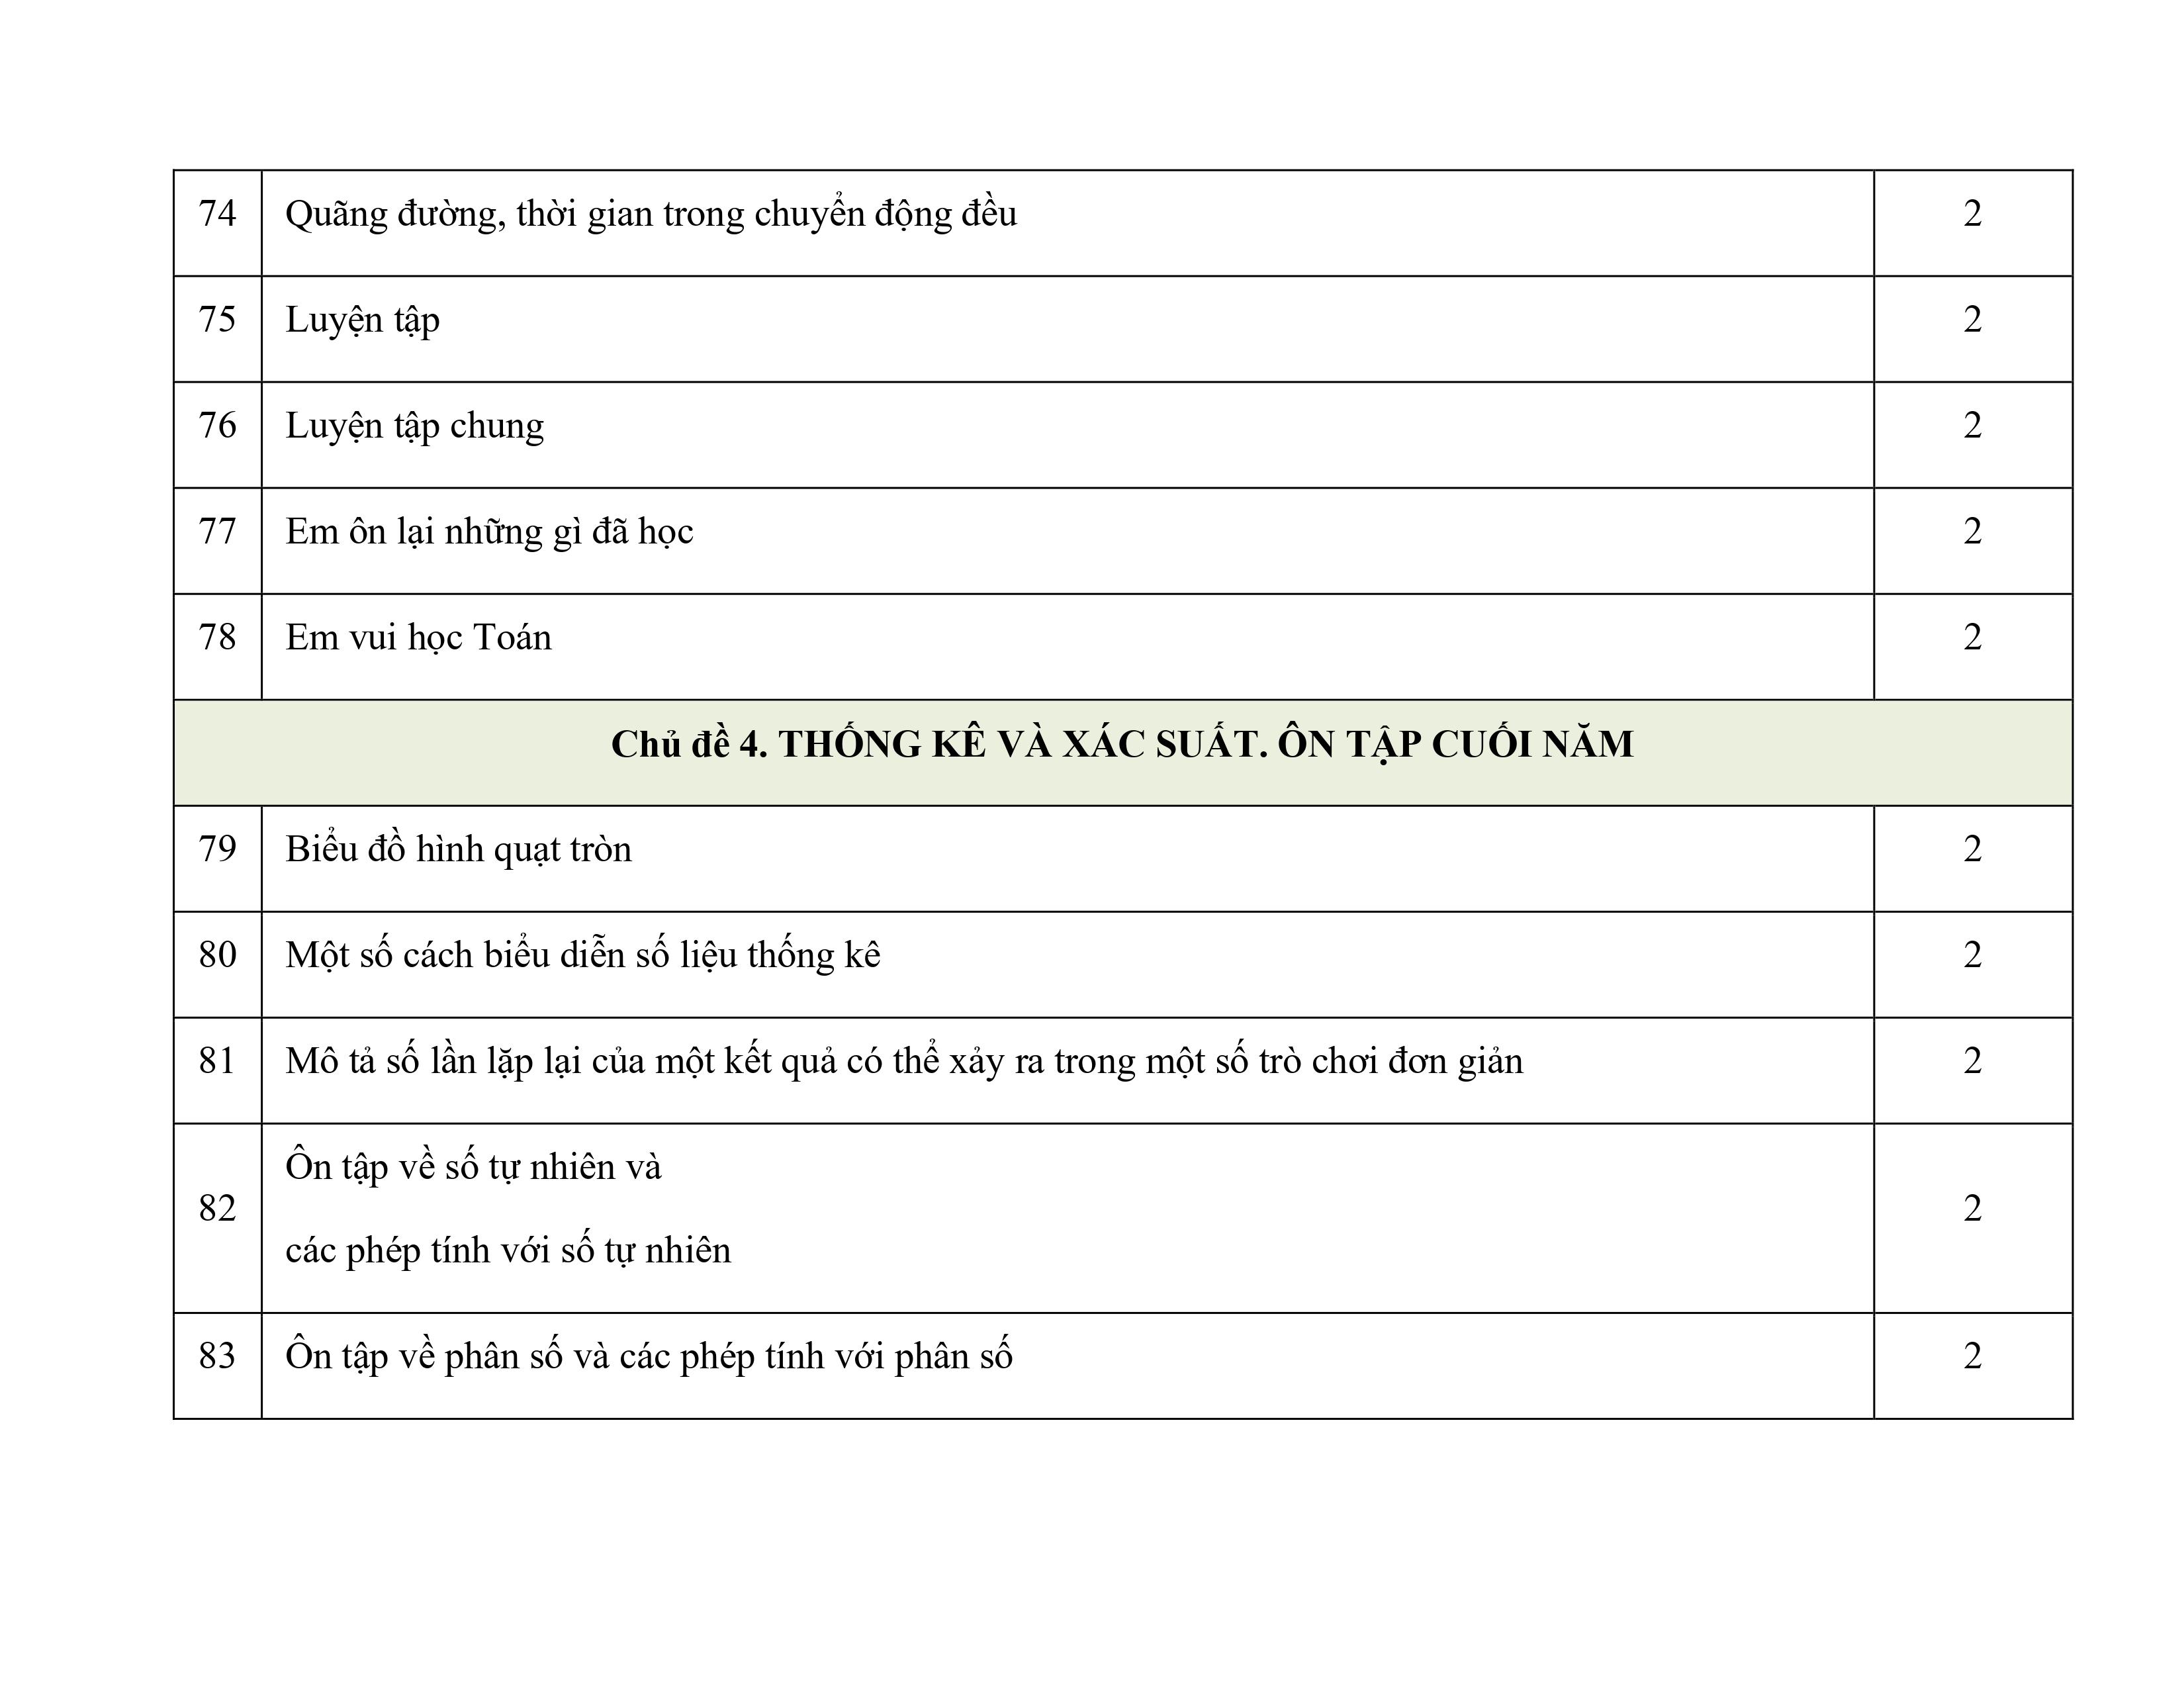 74 Quãng đường, thời gian trong chuyển động đều 2
75 Luyện tập 2
76 Luyện tập chung 2
77 Em ôn lại những gì đã học 2
78 Em vui học Toán 2
Chủ đề 4. THỐNG KÊ VÀ XÁC SUẤT. ÔN TẬP CUỐI NĂM
79 Biểu đồ hình quạt tròn 2
80 Một số cách biểu diễn số liệu thống kê 2
81 Mô tả số lần lặp lại của một kết quả có thể xảy ra trong một số trò chơi đơn giản 2
82 Ôn tập về số tự nhiên và
các phép tính với số tự nhiên 2
83 Ôn tập về phân số và các phép tính với phân số 2